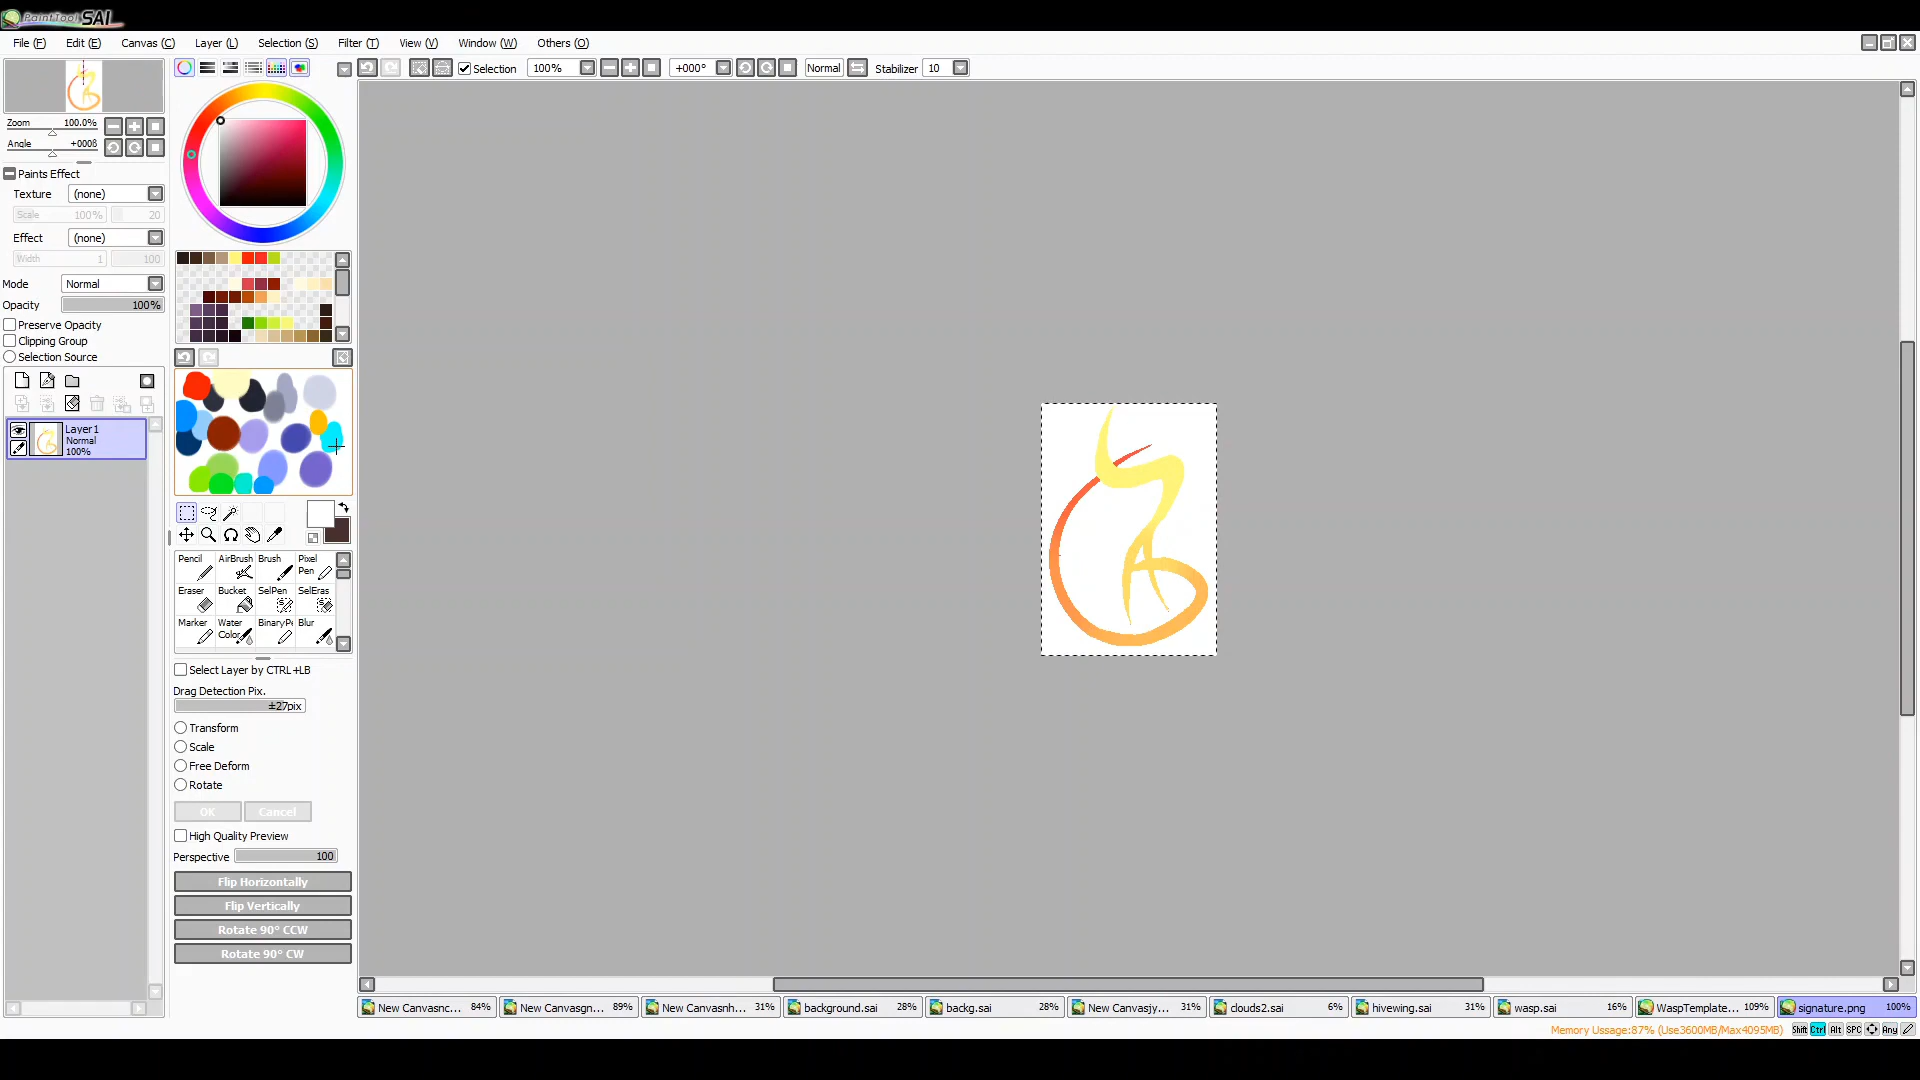 PaintTool SAI
File (F) Edit (E) Canvas (C) Layer (L) Selection (S) Filter (T) View (V) Window (W) Others (O)
Selection 100% +000° Normal Stabilizer 10
Zoom 100.0%
Angle +000ß
Paints Effect
Texture (none)
Scale 100% 20
Effect (none)
Width 1 100
Mode Normal
Opacity 100%
Preserve Opacity
Clipping Group
Selection Source
Layer1
Normal
100%
Pencil AirBrush Brush Pixel Pen
Eraser Bucket SelPen SelEras
Marker Water Color BinaryPe Blur
Select Layer by CTRL+LB
Drag Detection Pix.
±27pix
Transform
Scale
Free Deform
Rotate
OK Cancel
High Quality Preview
Perspective 100
Flip Horizontally
Flip Vertically
Rotate 90° CCW
Rotate 90° CW
New Canvasnc... 84% New Canvasgn... 89% New Canvasnh... 31% background.sai 28% backg.sai 28% New Canvasjy... 31% clouds2.sai 6% hivewing.sai 31% wasp.sai 16% WaspTemplate... 109% signature.png 100%
Memory Ussage:87% (Use3600MB/Max4095MB) Shift Ctrl Alt SPC Any